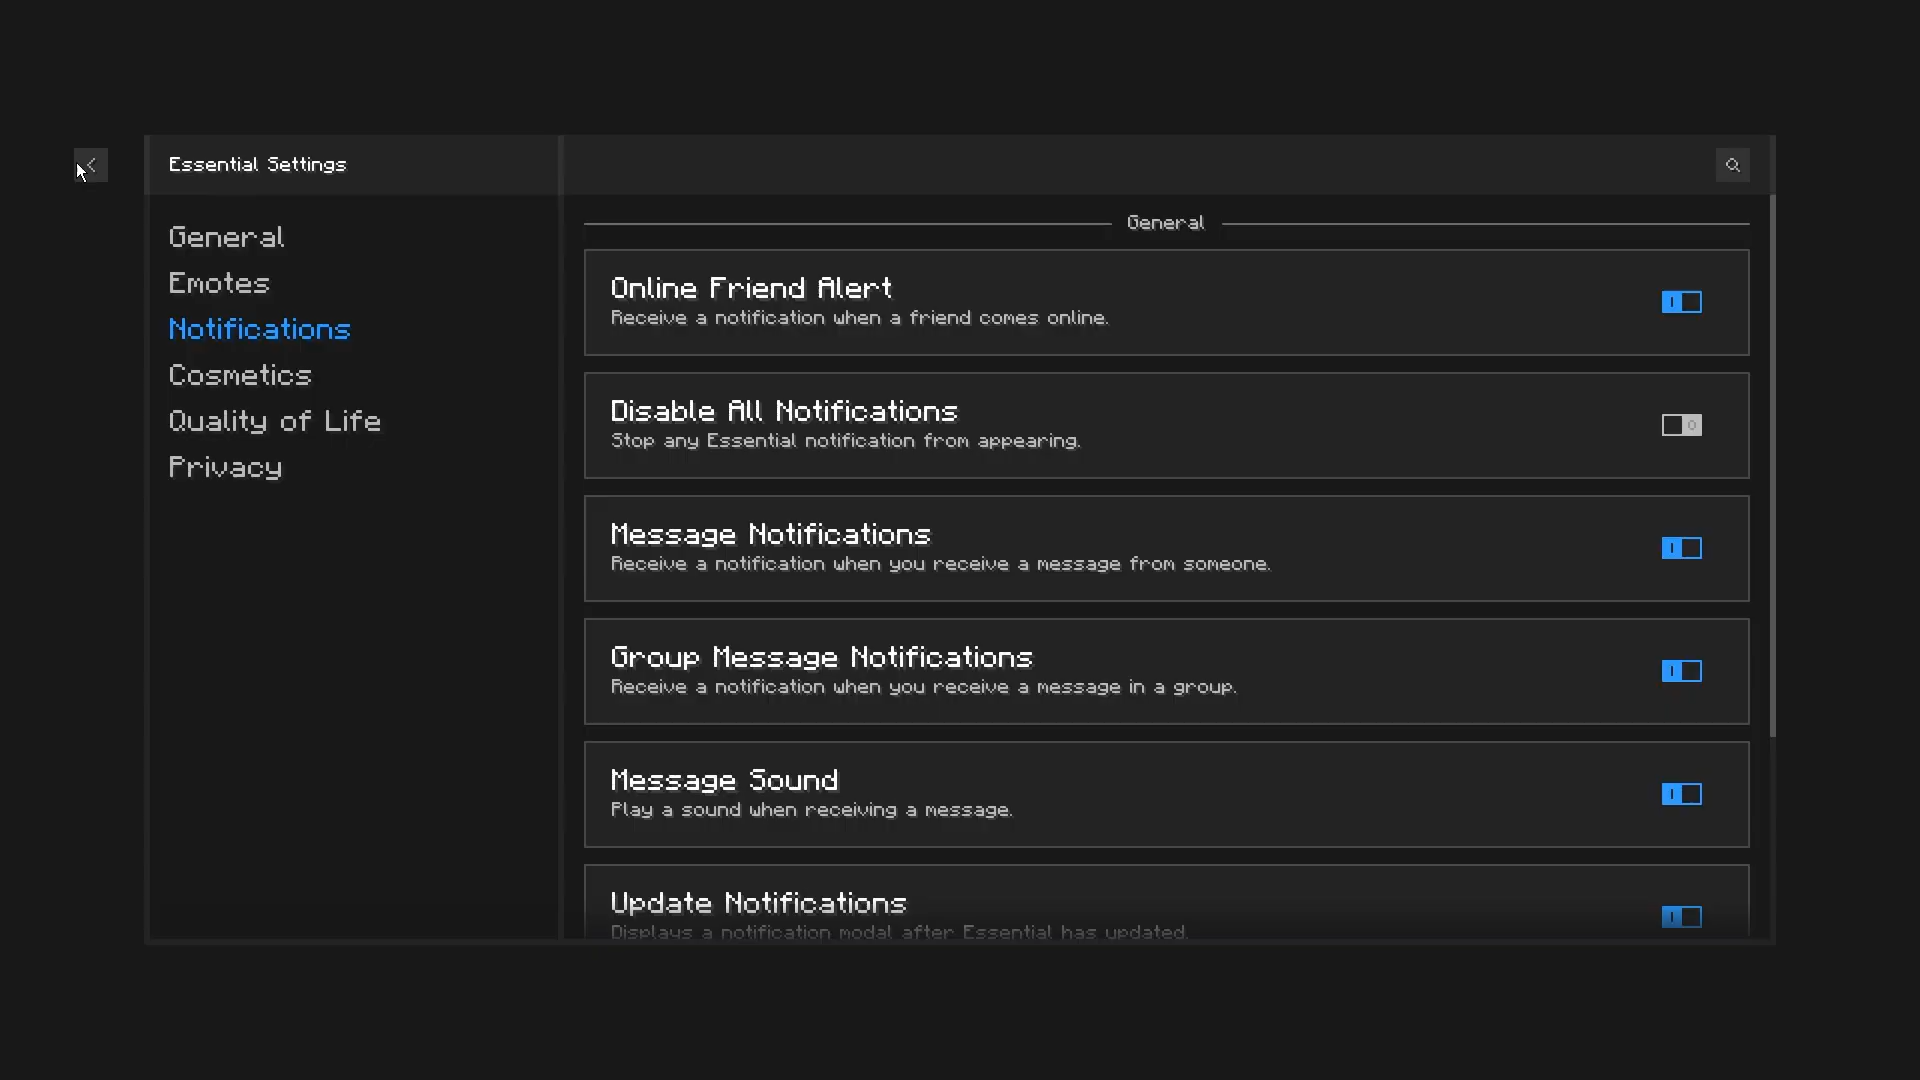 Essential Settings
General
Emotes
Notifications
Cosmetics
Quality of Life
Privacy
General
Online Friend Alert
Receive a notification when a friend comes online.
Disable All Notifications
Stop any Essential notification from appearing.
Message Notifications
Receive a notification when you receive a message from someone.
Group Message Notifications
Receive a notification when you receive a message in a group.
Message Sound
Play a sound when receiving a message.
Update Notifications
Displays a notification modal after Essential has updated.